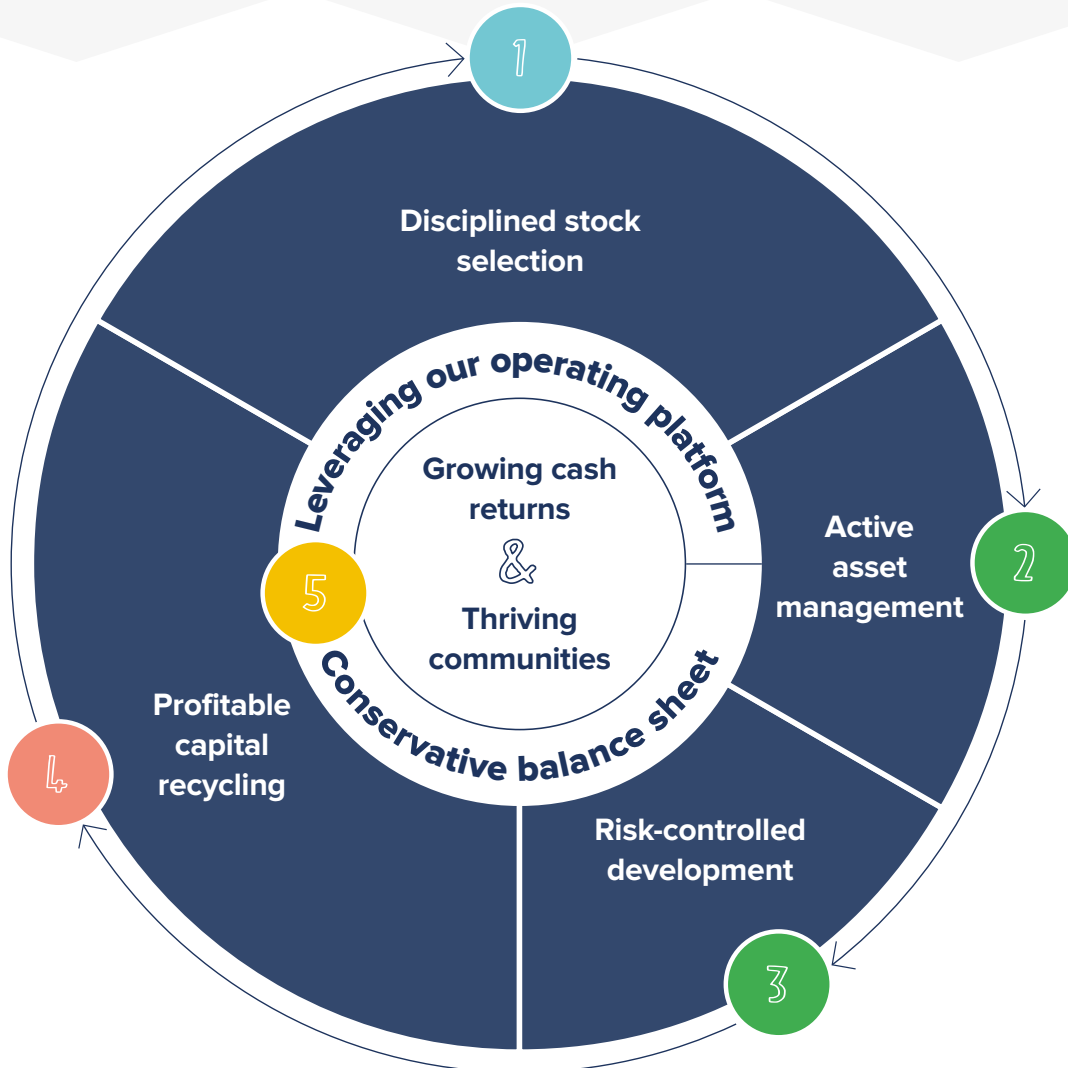 1
Disciplined stock
selection
Leveraging our operating platform
Growing cash
returns
&
Thriving
communities
Active
asset
management
2
5
Conservative balance sheet
Profitable
capital
recycling
4
Risk-controlled
development
3